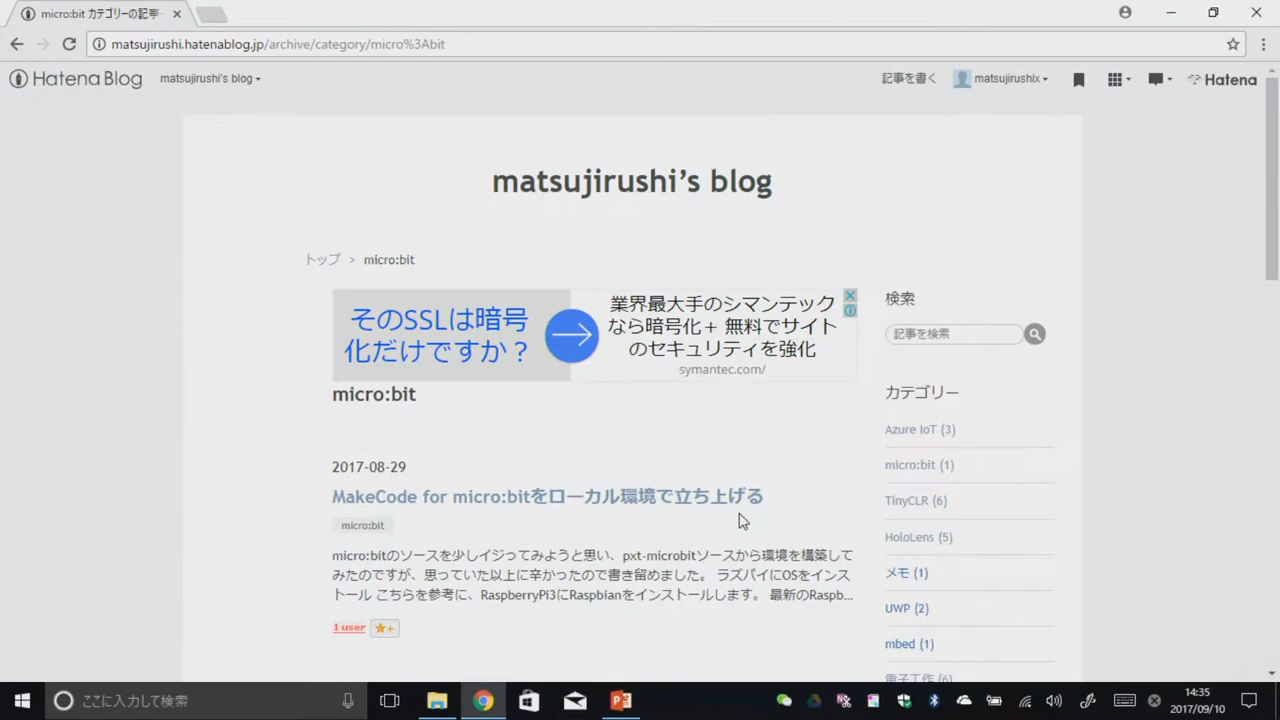 micro:bit カテゴリーの記事-
matsujirushi.hatenablog.jp/archive/category/micro%3Abit
Hatena Blog
matsujirushi's blog
記事を書く
matsujirushix
Hatena
matsujirushi's blog
トップ > micro:bit
そのSSLは暗号
化だけですか？
業界最大手のシマンテック
なら暗号化＋ 無料でサイト
のセキュリティを強化
symantec.com/
micro:bit
2017-08-29
MakeCode for micro:bitをローカル環境で立ち上げる
micro:bit
micro:bitのソースを少しイジってみようと思い、pxt-microbitソースから環境を構築して
みたのですが、思っていた以上に辛かったので書き留めました。 ラズパイにOSをインス
トール こちらを参考に、RaspberryPi3にRaspbianをインストールします。 最新のRaspb...
1 user
検索
記事を検索
カテゴリー
Azure IoT (3)
micro:bit (1)
TinyCLR (6)
HoloLens (5)
メモ (1)
UWP (2)
mbed (1)
電子工作 (6)
ここに入力して検索
14:35
2017/09/10